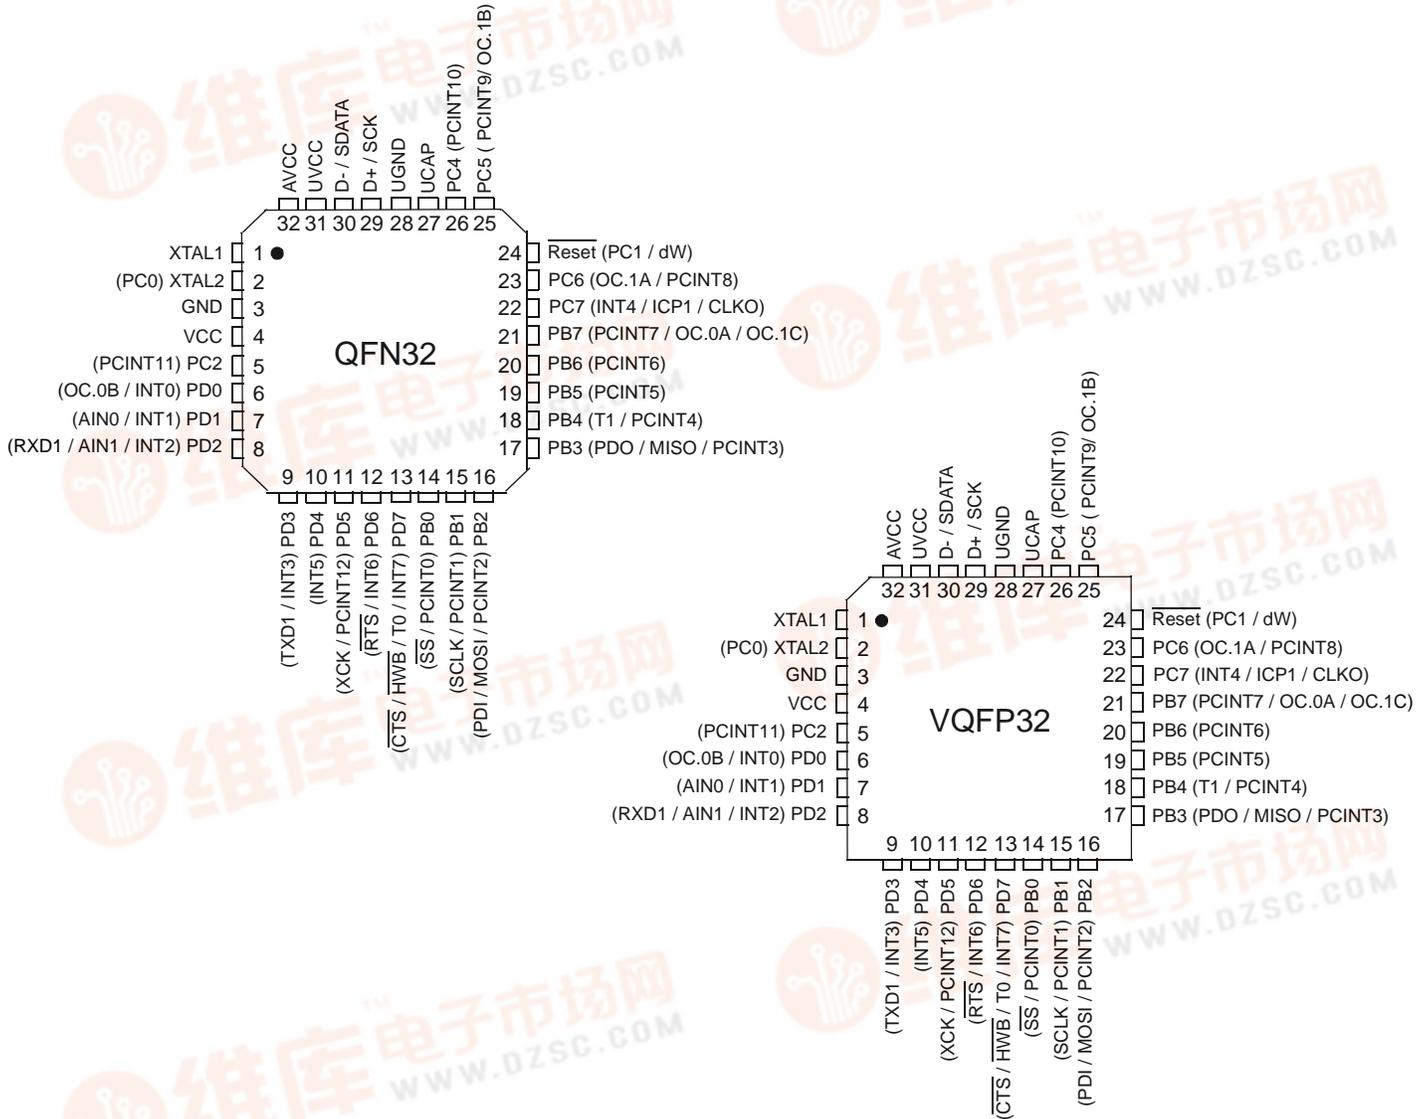 AVCC
UVCC
D- / SDATA
D+ / SCK
UGND
UCAP
PC4 (PCINT10)
PC5 ( PCINT9/ OC.1B)
32 31 30 29 28 27 26 25
XTAL1 1
(PC0) XTAL2 2
GND 3
VCC 4
(PCINT11) PC2 5
(OC.0B / INT0) PD0 6
(AIN0 / INT1) PD1 7
(RXD1 / AIN1 / INT2) PD2 8
QFN32
24 Reset (PC1 / dW)
23 PC6 (OC.1A / PCINT8)
22 PC7 (INT4 / ICP1 / CLKO)
21 PB7 (PCINT7 / OC.0A / OC.1C)
20 PB6 (PCINT6)
19 PB5 (PCINT5)
18 PB4 (T1 / PCINT4)
17 PB3 (PDO / MISO / PCINT3)
9 10 11 12 13 14 15 16
(TXD1 / INT3) PD3
(INT5) PD4
(XCK / PCINT12) PD5
(RTS / INT6) PD6
(CTS / HWB / T0 / INT7) PD7
(SS / PCINT0) PB0
(SCLK / PCINT1) PB1
(PDI / MOSI / PCINT2) PB2
AVCC
UVCC
D- / SDATA
D+ / SCK
UGND
UCAP
PC4 (PCINT10)
PC5 ( PCINT9/ OC.1B)
32 31 30 29 28 27 26 25
XTAL1 1
(PC0) XTAL2 2
GND 3
VCC 4
(PCINT11) PC2 5
(OC.0B / INT0) PD0 6
(AIN0 / INT1) PD1 7
(RXD1 / AIN1 / INT2) PD2 8
VQFP32
24 Reset (PC1 / dW)
23 PC6 (OC.1A / PCINT8)
22 PC7 (INT4 / ICP1 / CLKO)
21 PB7 (PCINT7 / OC.0A / OC.1C)
20 PB6 (PCINT6)
19 PB5 (PCINT5)
18 PB4 (T1 / PCINT4)
17 PB3 (PDO / MISO / PCINT3)
9 10 11 12 13 14 15 16
(TXD1 / INT3) PD3
(INT5) PD4
(XCK / PCINT12) PD5
(RTS / INT6) PD6
(CTS / HWB / T0 / INT7) PD7
(SS / PCINT0) PB0
(SCLK / PCINT1) PB1
(PDI / MOSI / PCINT2) PB2
维库电子市场网™
WWW.DZSC.COM